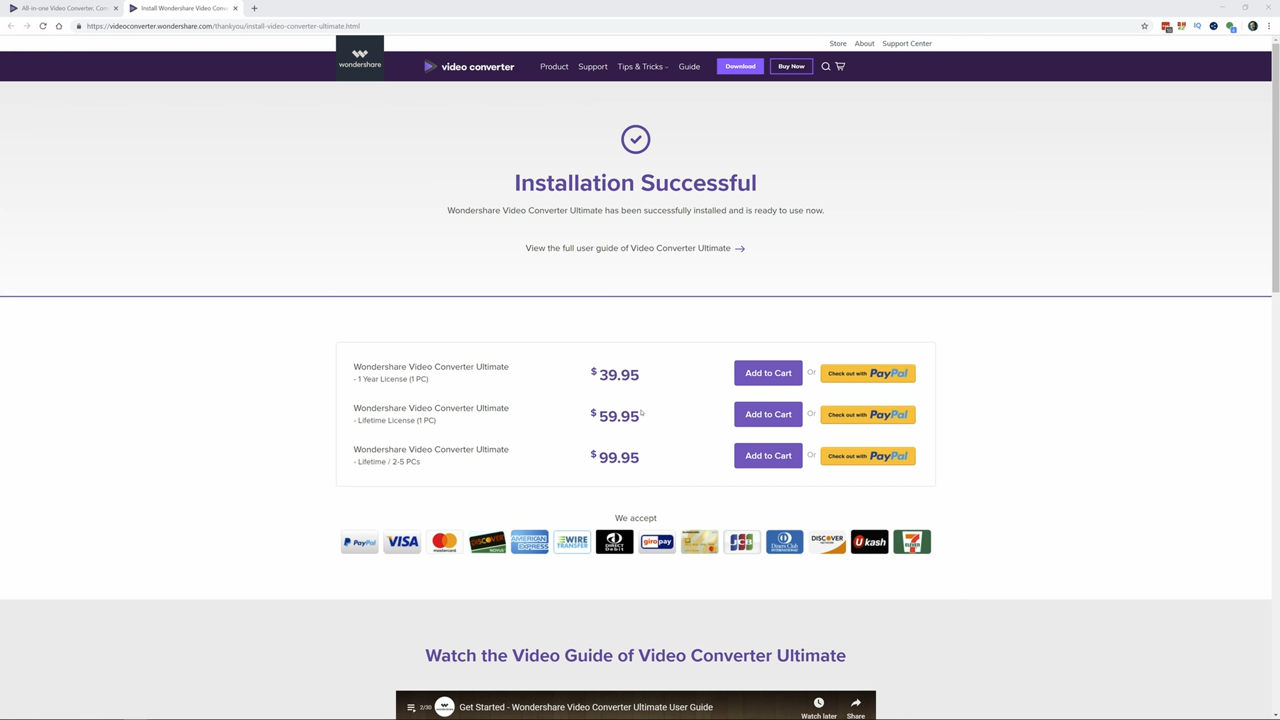 All-in-one Video Converter, Con
Install Wondershare Video Conv
https://videoconverter.wondershare.com/thankyou/install-video-converter-ultimate.html
Store About Support Center
wondershare
video converter Product Support Tips & Tricks Guide Download Buy Now
Installation Successful
Wondershare Video Converter Ultimate has been successfully installed and is ready to use now.
View the full user guide of Video Converter Ultimate →
Wondershare Video Converter Ultimate
- 1 Year License (1 PC)
$ 39.95
Add to Cart Or Check out with PayPal
Wondershare Video Converter Ultimate
- Lifetime License (1 PC)
$ 59.95
Add to Cart Or Check out with PayPal
Wondershare Video Converter Ultimate
- Lifetime / 2-5 PCs
$ 99.95
Add to Cart Or Check out with PayPal
We accept
PayPal VISA mastercard DISCOVER AMERICAN EXPRESS WIRE TRANSFER DIRECT Debit giropay JCB Diners Club INTERNATIONAL DISCOVER NETWORK Ukash 7 ELEVEN
Watch the Video Guide of Video Converter Ultimate
2/30 Get Started - Wondershare Video Converter Ultimate User Guide
Watch later Share